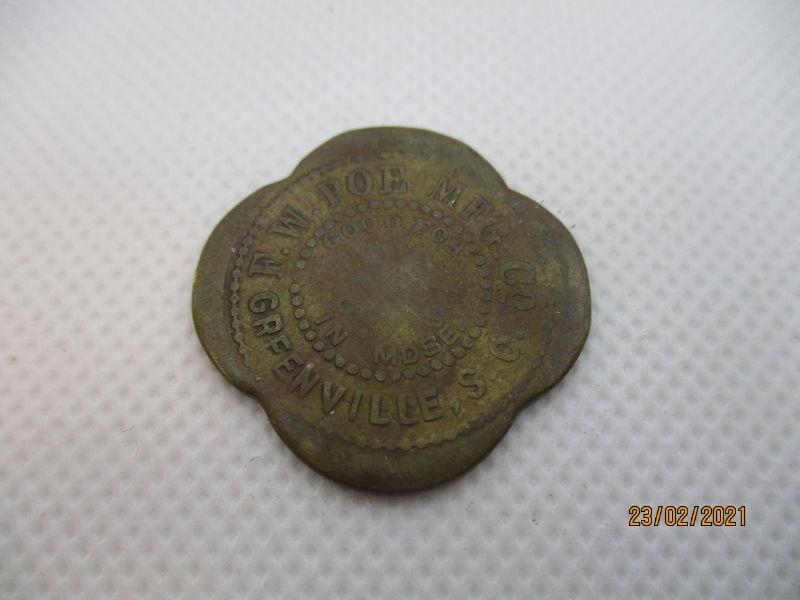 F. W. POE MFG. CO.
GOOD FOR
IN MDSE.
GREENVILLE, S. C.
23/02/2021